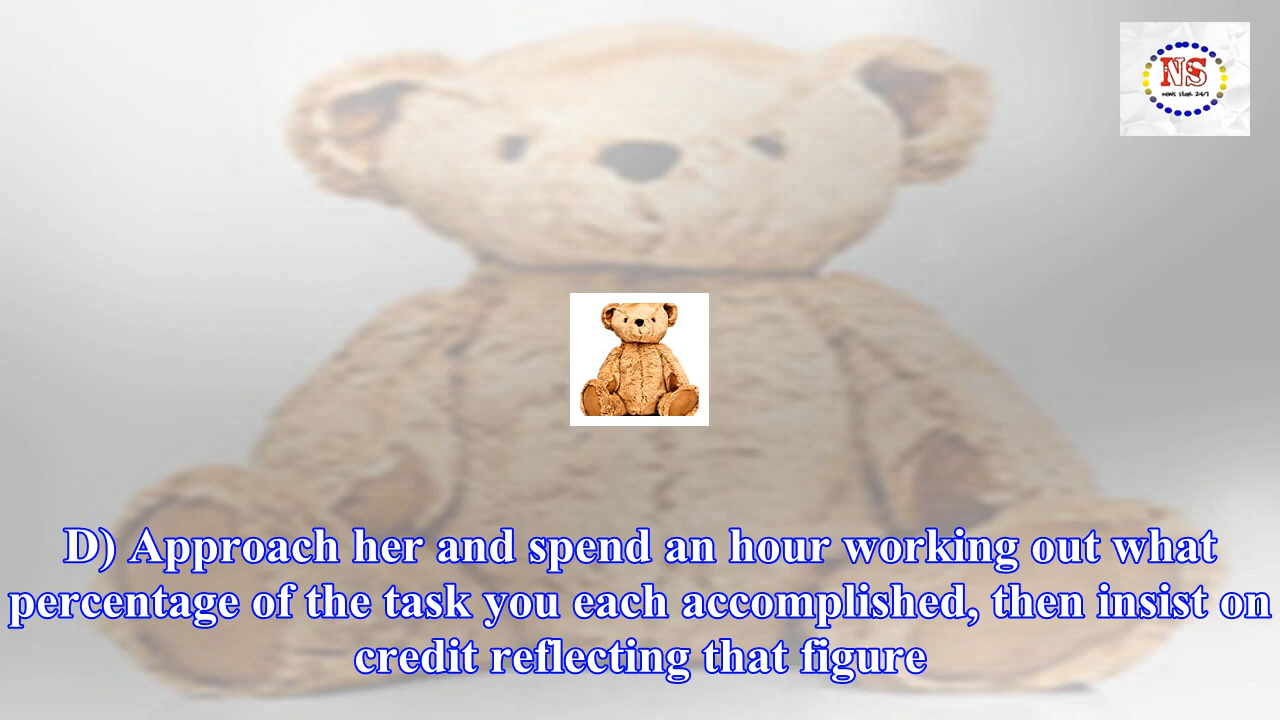 NS
news star 24/7
D) Approach her and spend an hour working out what
percentage of the task you each accomplished, then insist on
credit reflecting that figure